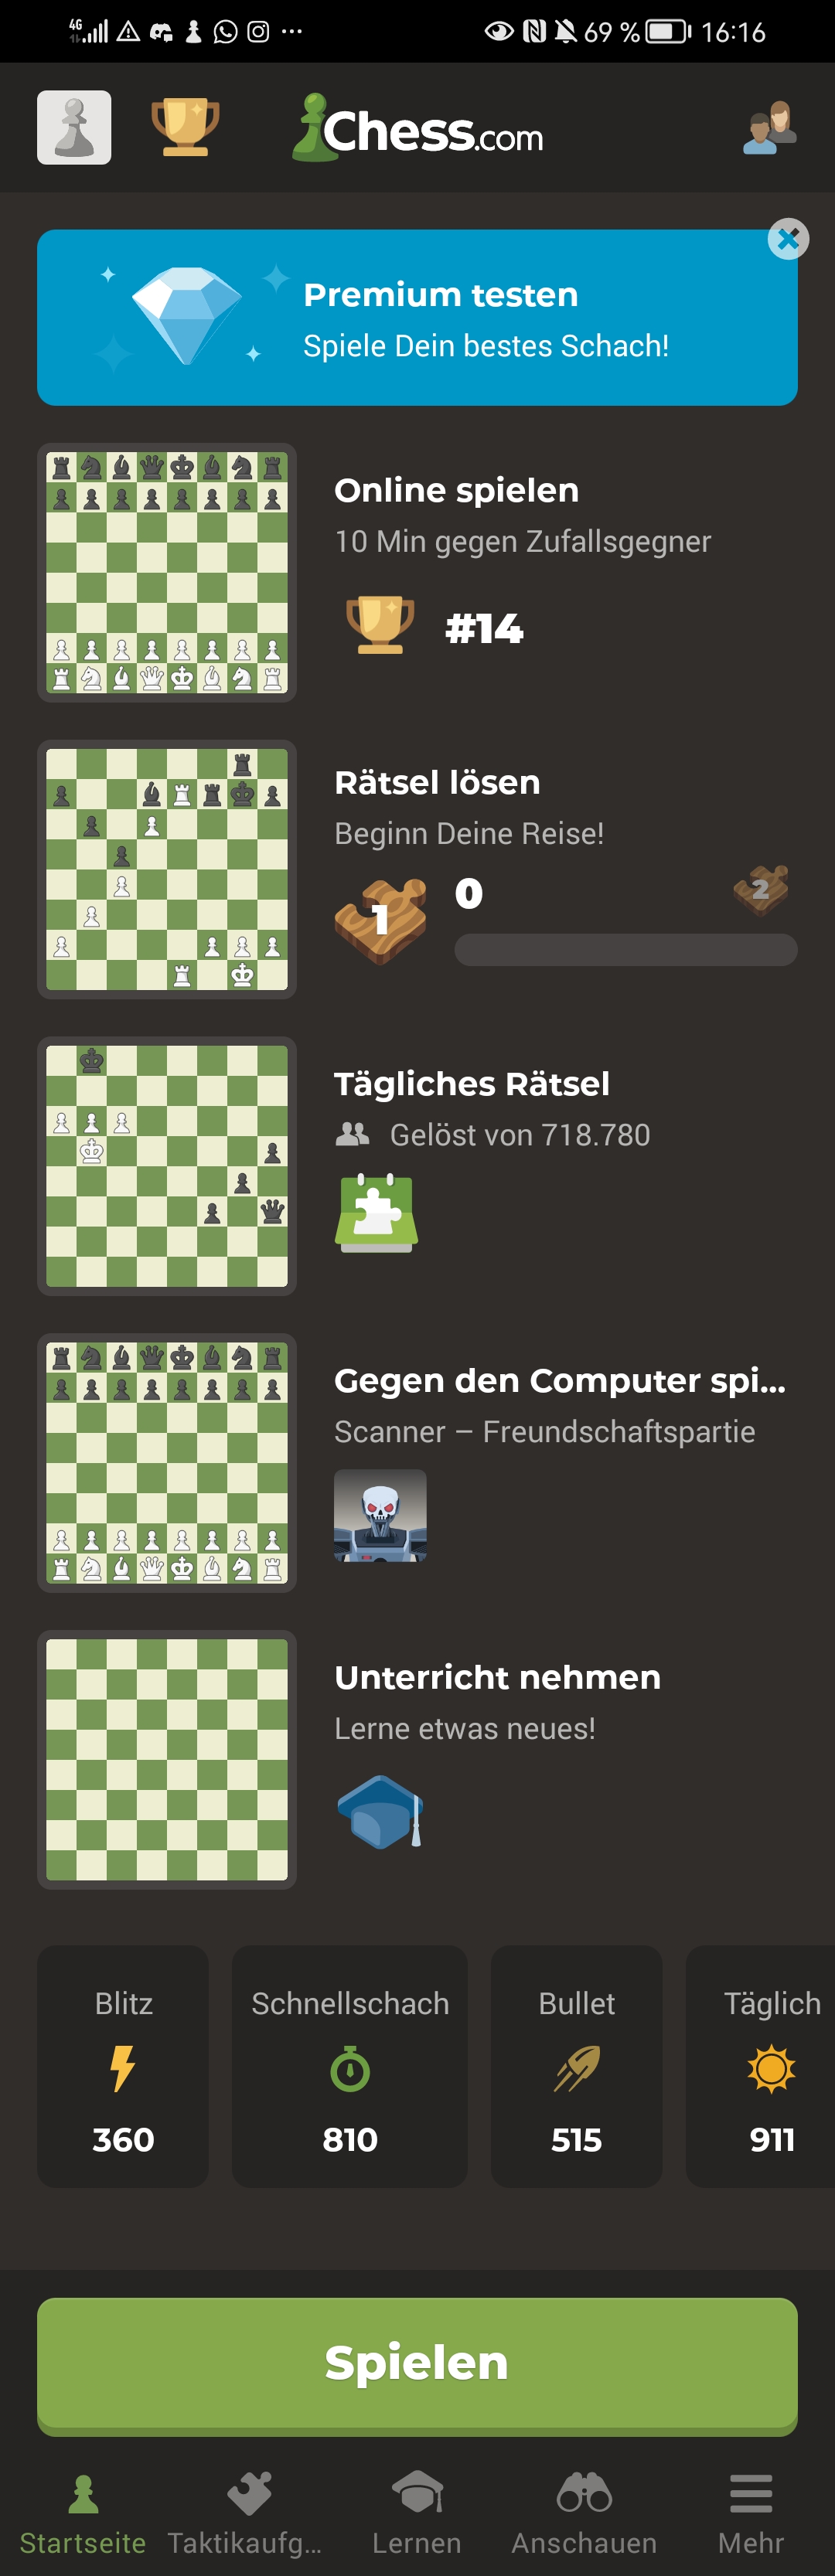 4G 69 % 16:16
Chess.com
Premium testen
Spiele Dein bestes Schach!
Online spielen
10 Min gegen Zufallsgegner
#14
Rätsel lösen
Beginn Deine Reise!
1 0 2
Tägliches Rätsel
Gelöst von 718.780
Gegen den Computer spi...
Scanner – Freundschaftspartie
Unterricht nehmen
Lerne etwas neues!
Blitz Schnellschach Bullet Täglich
360 810 515 911
Spielen
Startseite Taktikaufg... Lernen Anschauen Mehr